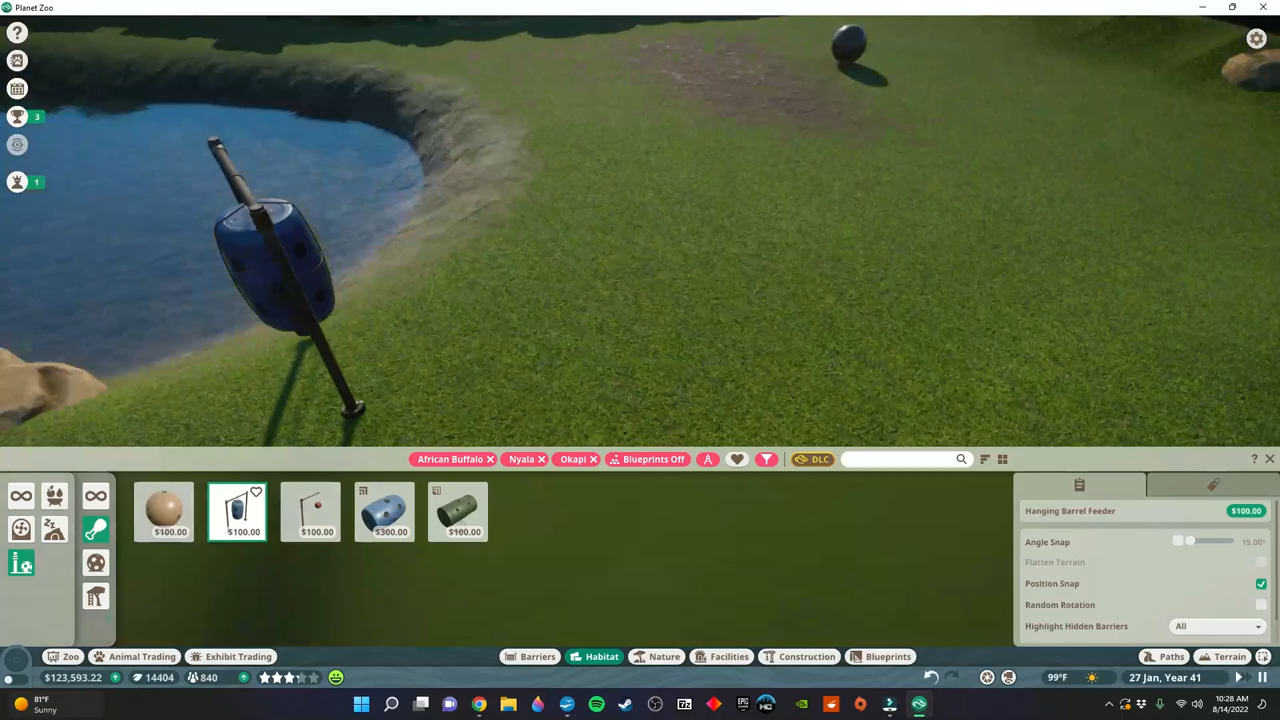 Planet Zoo
3
1
African Buffalo ✕ Nyala ✕ Okapi ✕ Blueprints Off DLC
$100.00 $100.00 $100.00 $300.00 $100.00
Hanging Barrel Feeder $100.00
Angle Snap 15.00°
Flatten Terrain
Position Snap
Random Rotation
Highlight Hidden Barriers All
Zoo Animal Trading Exhibit Trading Barriers Habitat Nature Facilities Construction Blueprints Paths Terrain
$123,593.22 14404 840 99°F 27 Jan, Year 41
81°F
Sunny
10:28 AM
8/14/2022